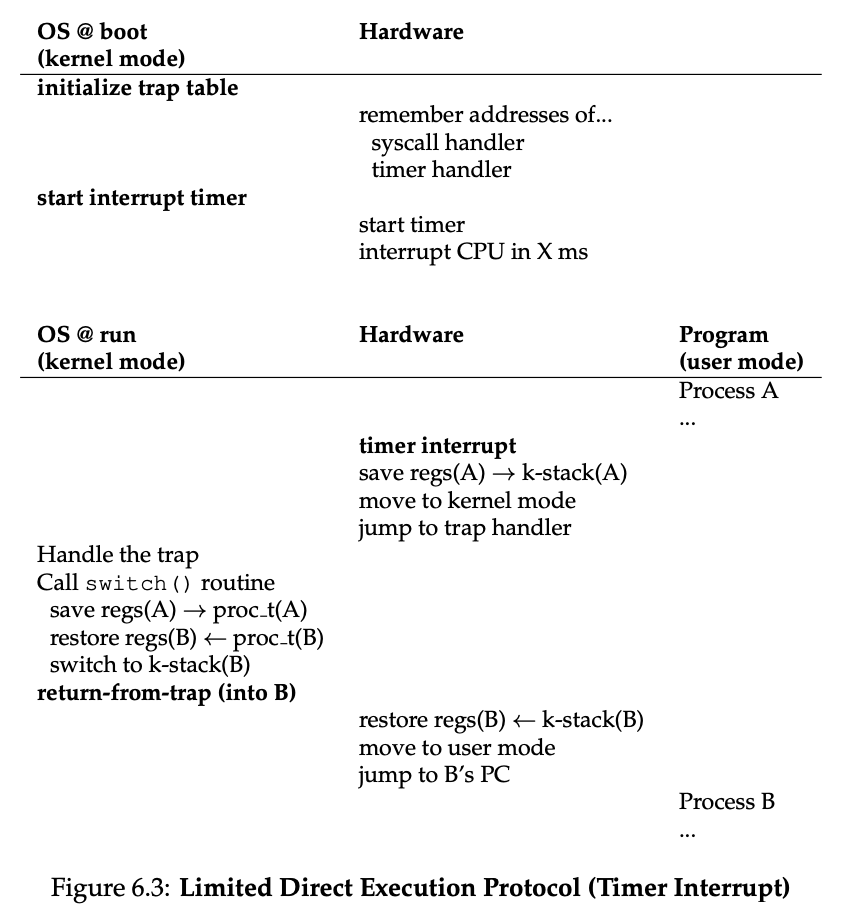 OS @ boot Hardware
(kernel mode)
initialize trap table
remember addresses of...
syscall handler
timer handler
start interrupt timer
start timer
interrupt CPU in X ms
OS @ run Hardware Program
(kernel mode) (user mode)
Process A
...
timer interrupt
save regs(A) → k-stack(A)
move to kernel mode
jump to trap handler
Handle the trap
Call switch() routine
save regs(A) → proc_t(A)
restore regs(B) ← proc_t(B)
switch to k-stack(B)
return-from-trap (into B)
restore regs(B) ← k-stack(B)
move to user mode
jump to B's PC
Process B
...
Figure 6.3: Limited Direct Execution Protocol (Timer Interrupt)